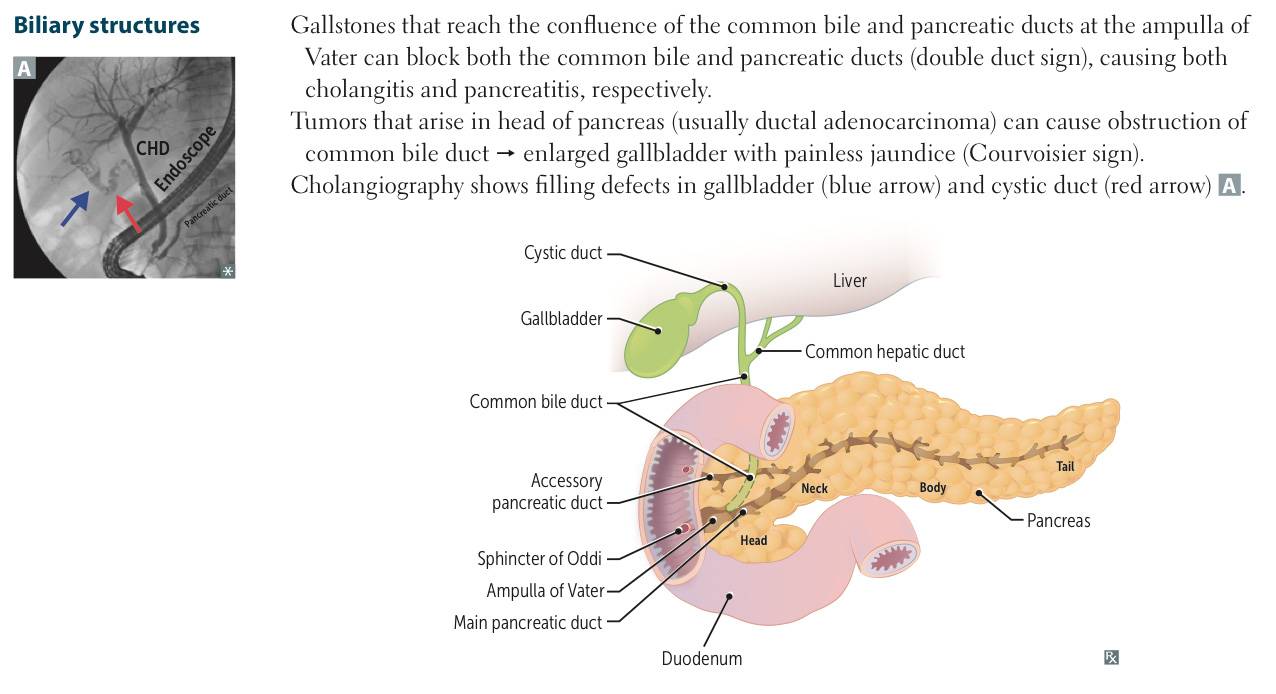 Biliary structures
A
CHD
Endoscope
Pancreatic duct
*
Gallstones that reach the confluence of the common bile and pancreatic ducts at the ampulla of
Vater can block both the common bile and pancreatic ducts (double duct sign), causing both
cholangitis and pancreatitis, respectively.
Tumors that arise in head of pancreas (usually ductal adenocarcinoma) can cause obstruction of
common bile duct → enlarged gallbladder with painless jaundice (Courvoisier sign).
Cholangiography shows filling defects in gallbladder (blue arrow) and cystic duct (red arrow) A.
Cystic duct
Liver
Gallbladder
Common hepatic duct
Common bile duct
Tail
Accessory
pancreatic duct
Neck
Body
Pancreas
Head
Sphincter of Oddi
Ampulla of Vater
Main pancreatic duct
Duodenum
Rx